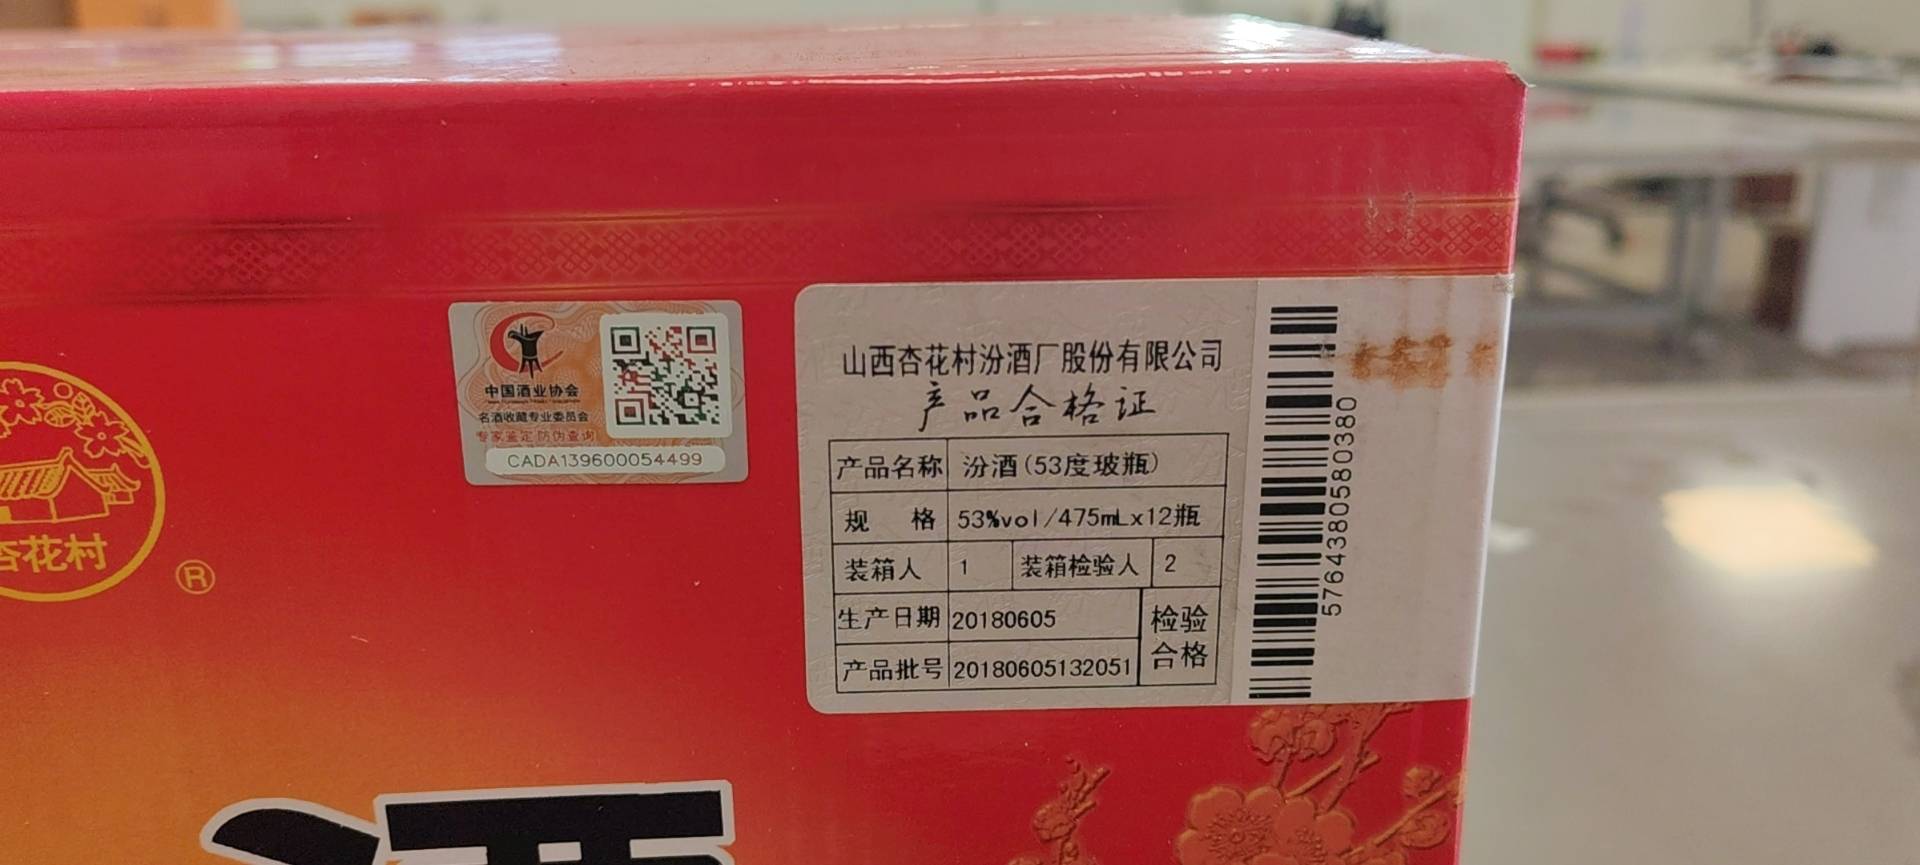 杏花村
®
中国酒业协会
名酒收藏专业委员会
专家鉴定 防伪查询
CADA139600054499
山西杏花村汾酒厂股份有限公司
产品合格证
产品名称 汾酒(53度玻瓶)
规 格 53%vol/475mLx12瓶
装箱人 1 装箱检验人 2
生产日期 20180605
检验
合格
产品批号 20180605132051
57643805580380
酒